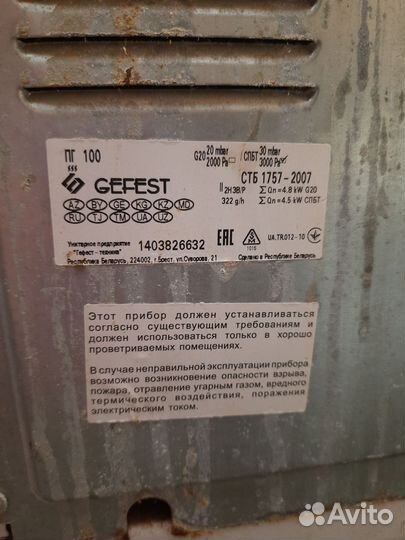 ПГ 100
G20 20 mbar 2000 Pa □ / СПБТ 30 mbar 3000 Pa
GEFEST
СТБ 1757-2007
II 2H3B/P ∑Qn=4.8 kW G20
322 g/h ∑Qn=4.5 kW СПБТ
AZ BY GE KG KZ MD
RU TJ TM UA UZ
Унитарное предприятие
"Гефест-техника"
1403826632
EAC
1016
UA.TR.012-10
Республика Беларусь, 224002, г.Брест, ул.Суворова, 21
Сделано в Республике Беларусь
Этот прибор должен устанавливаться
согласно существующим требованиям и
должен использоваться только в хорошо
проветриваемых помещениях.
В случае неправильной эксплуатации прибора
возможно возникновение опасности взрыва,
пожара, отравление угарным газом, вредного
термического воздействия, поражения
электрическим током.
Avito